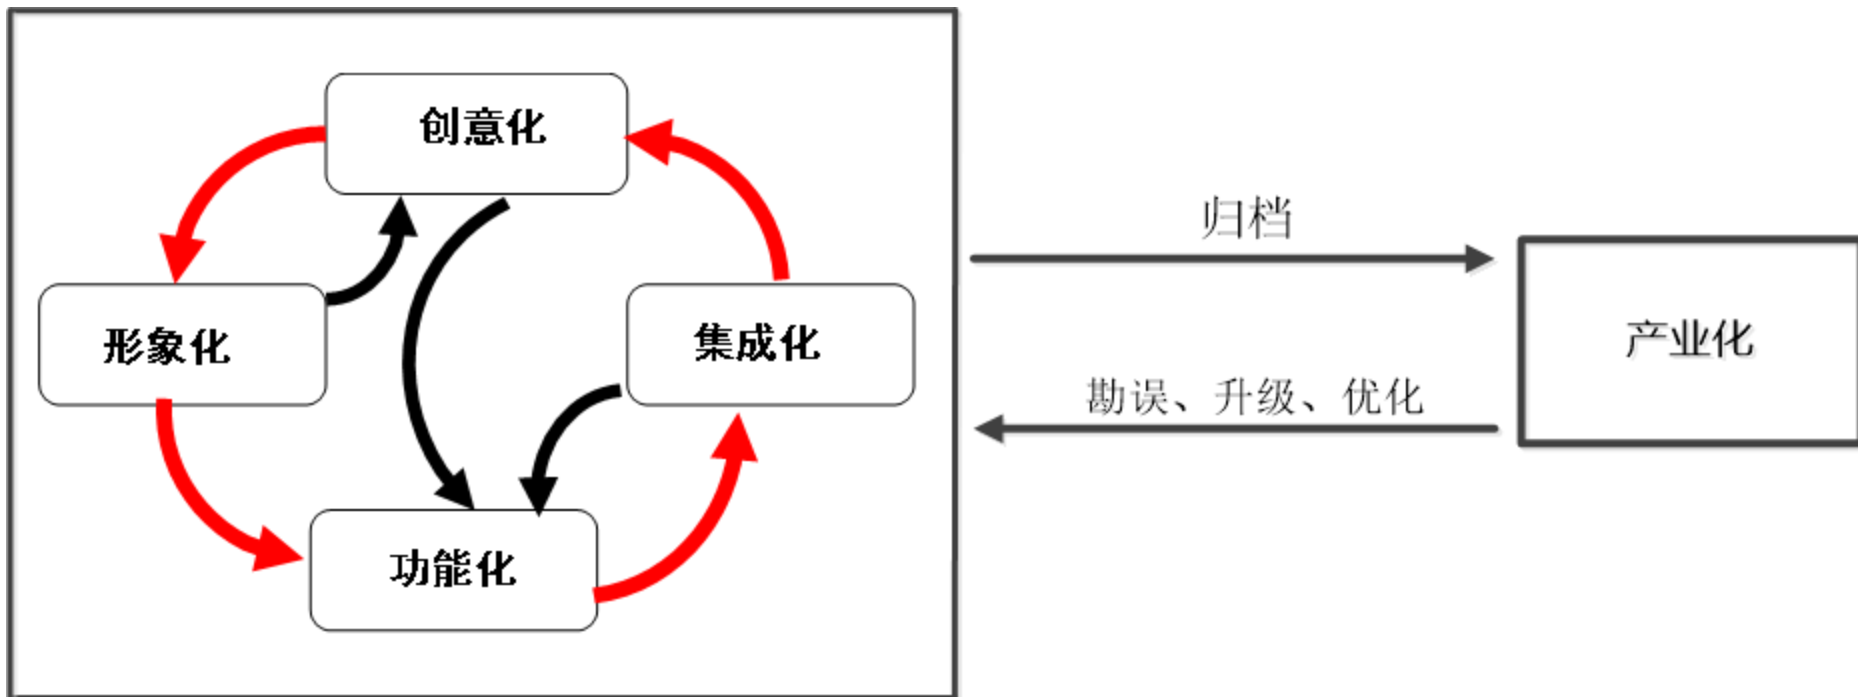 创意化
形象化
集成化
功能化
归档
产业化
勘误、升级、优化